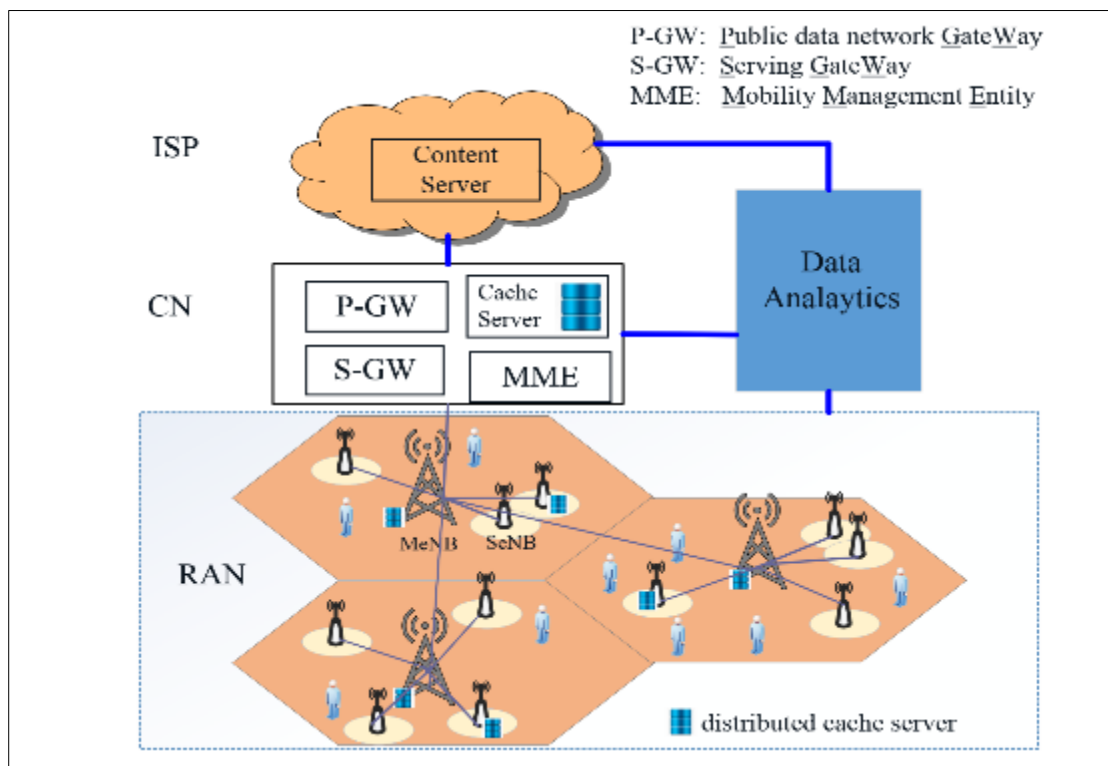 P-GW: Public data network GateWay
S-GW: Serving GateWay
MME: Mobility Management Entity
ISP
Content
Server
CN
P-GW
Cache
Server
S-GW
MME
Data
Analaytics
RAN
MeNB
SeNB
distributed cache server